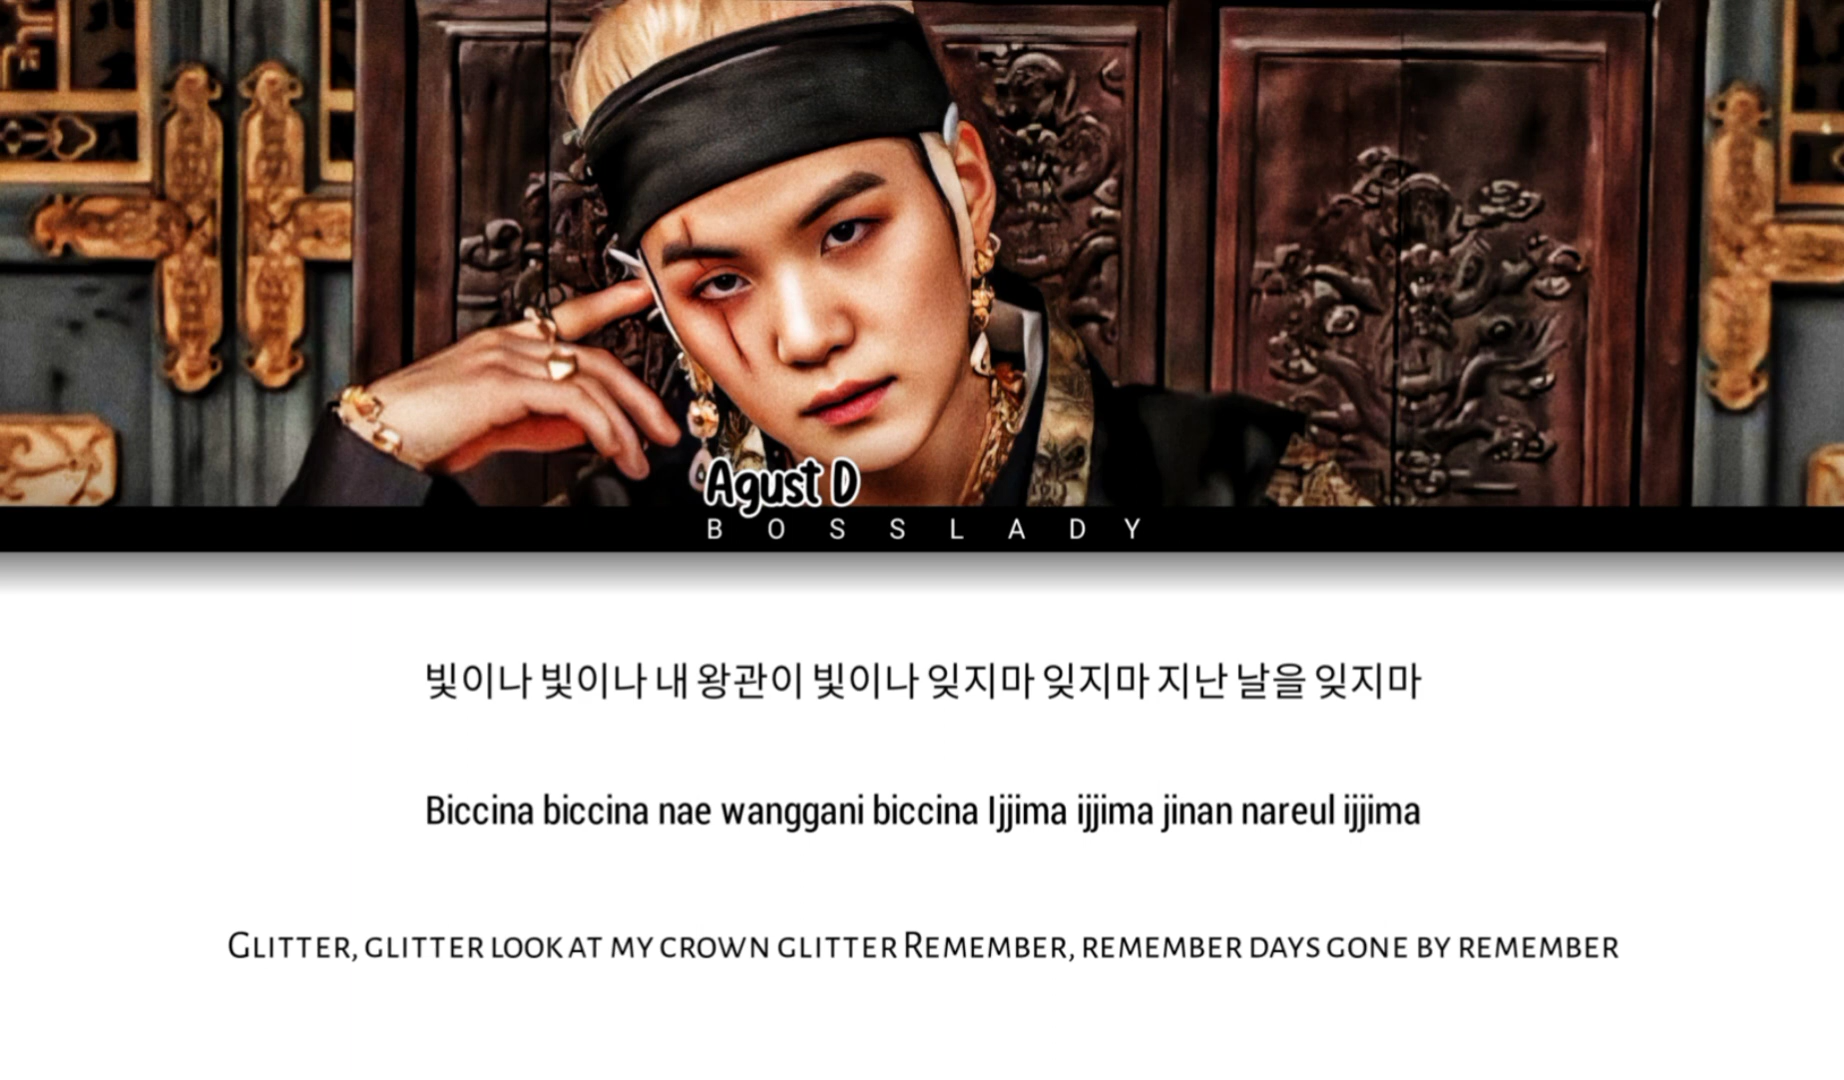 Agust D
BOSSLADY
빛이나 빛이나 내 왕관이 빛이나 잊지마 잊지마 지난 날을 잊지마
Biccina biccina nae wanggani biccina Ijjima ijjima jinan nareul ijjima
Glitter, glitter look at my crown glitter Remember, remember days gone by remember